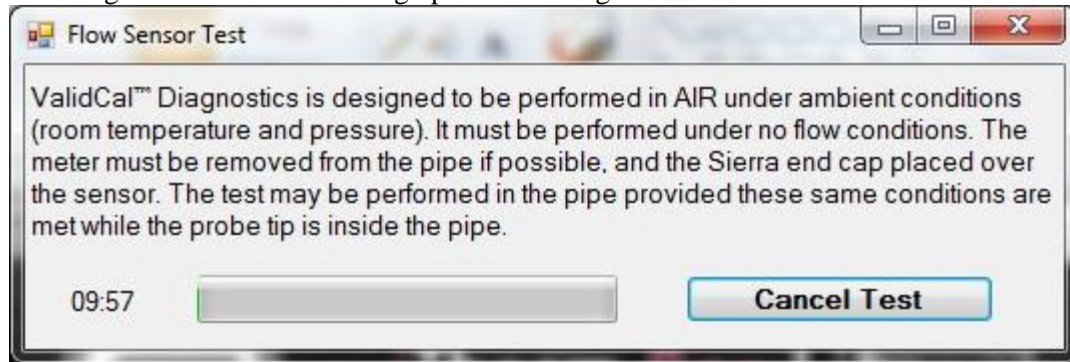 Flow Sensor Test
ValidCal™ Diagnostics is designed to be performed in AIR under ambient conditions
(room temperature and pressure). It must be performed under no flow conditions. The
meter must be removed from the pipe if possible, and the Sierra end cap placed over
the sensor. The test may be performed in the pipe provided these same conditions are
met while the probe tip is inside the pipe.
09:57
Cancel Test